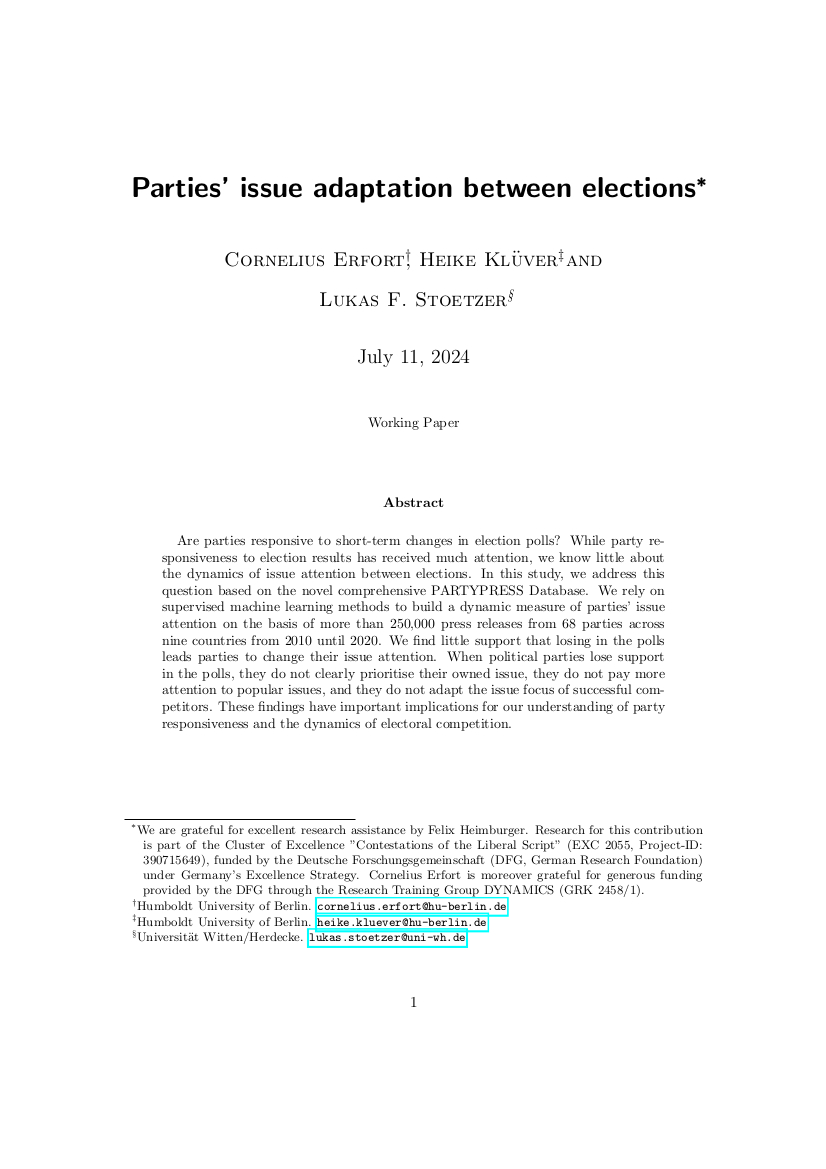 Parties’ issue adaptation between elections*
Cornelius Erfort†, Heike Klüver‡and
Lukas F. Stoetzer§
July 11, 2024
Working Paper
Abstract
Are parties responsive to short-term changes in election polls? While party re-
sponsiveness to election results has received much attention, we know little about
the dynamics of issue attention between elections. In this study, we address this
question based on the novel comprehensive PARTYPRESS Database. We rely on
supervised machine learning methods to build a dynamic measure of parties’ issue
attention on the basis of more than 250,000 press releases from 68 parties across
nine countries from 2010 until 2020. We find little support that losing in the polls
leads parties to change their issue attention. When political parties lose support
in the polls, they do not clearly prioritise their owned issue, they do not pay more
attention to popular issues, and they do not adapt the issue focus of successful com-
petitors. These findings have important implications for our understanding of party
responsiveness and the dynamics of electoral competition.
*We are grateful for excellent research assistance by Felix Heimburger. Research for this contribution
is part of the Cluster of Excellence ”Contestations of the Liberal Script” (EXC 2055, Project-ID:
390715649), funded by the Deutsche Forschungsgemeinschaft (DFG, German Research Foundation)
under Germany’s Excellence Strategy. Cornelius Erfort is moreover grateful for generous funding
provided by the DFG through the Research Training Group DYNAMICS (GRK 2458/1).
†Humboldt University of Berlin. cornelius.erfort@hu-berlin.de
‡Humboldt University of Berlin. heike.kluever@hu-berlin.de
§Universität Witten/Herdecke. lukas.stoetzer@uni-wh.de
1